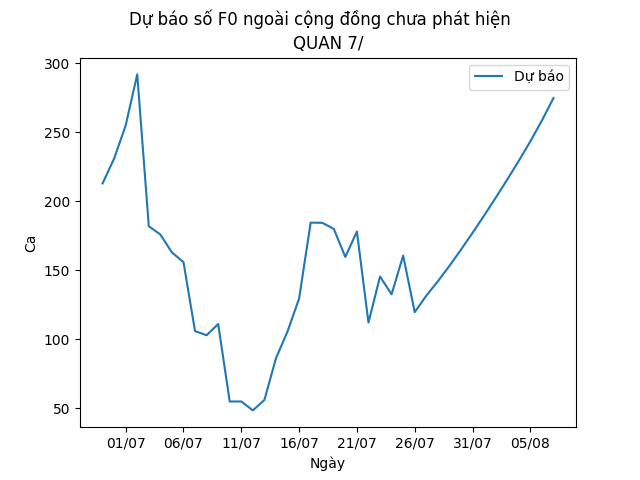 Dự báo số F0 ngoài cộng đồng chưa phát hiện
QUAN 7/
Dự báo
300
250
200
150
100
50
Ca
01/07 06/07 11/07 16/07 21/07 26/07 31/07 05/08
Ngày